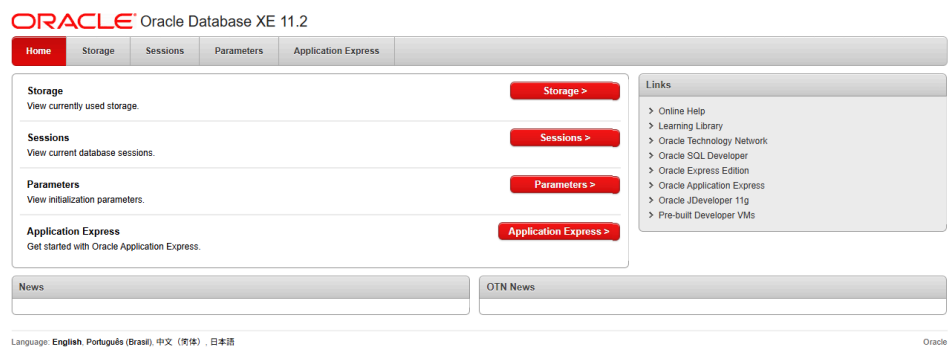 ORACLE® Oracle Database XE 11.2
Home Storage Sessions Parameters Application Express
Storage
View currently used storage.
Storage >
Sessions
View current database sessions.
Sessions >
Parameters
View initialization parameters.
Parameters >
Application Express
Get started with Oracle Application Express.
Application Express >
Links
> Online Help
> Learning Library
> Oracle Technology Network
> Oracle SQL Developer
> Oracle Express Edition
> Oracle Application Express
> Oracle JDeveloper 11g
> Pre-built Developer VMs
News
OTN News
Language: English, Português (Brasil), 中文（简体）, 日本語
Oracle